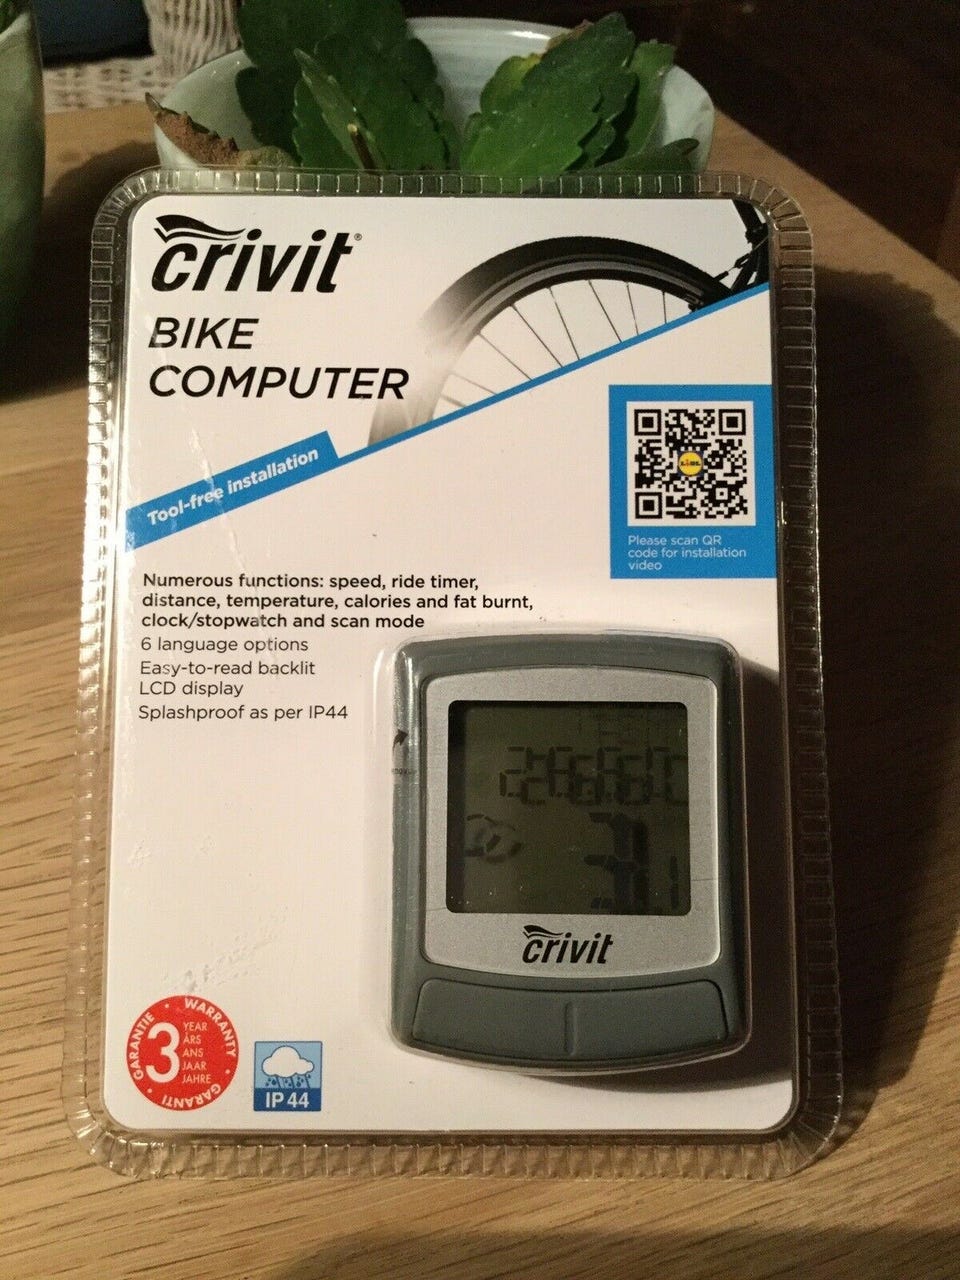 crivit®
BIKE
COMPUTER
Tool-free installation
LiDL
Please scan QR
code for installation
video
Numerous functions: speed, ride timer,
distance, temperature, calories and fat burnt,
clock/stopwatch and scan mode
6 language options
Easy-to-read backlit
LCD display
Splashproof as per IP44
crivit
GARANTIE • WARRANTY • GARANTI •
3
YEAR
ÅRS
ANS
JAAR
JAHRE
IP 44